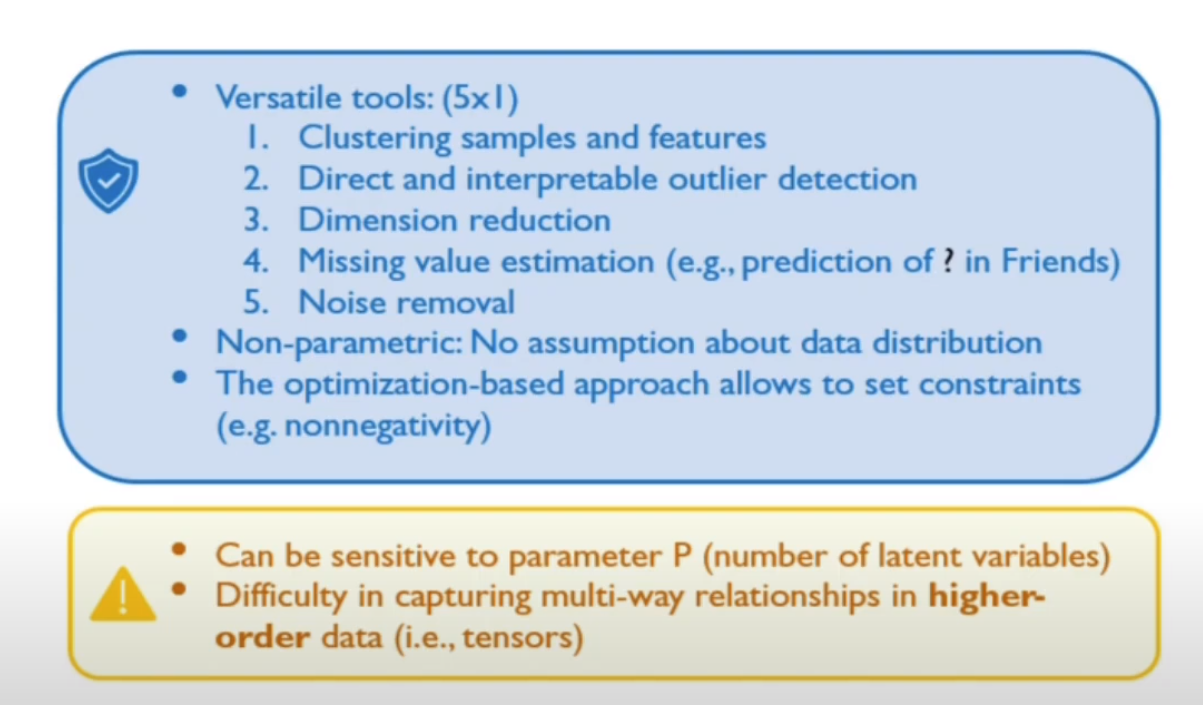 • Versatile tools: (5x1)
1. Clustering samples and features
2. Direct and interpretable outlier detection
3. Dimension reduction
4. Missing value estimation (e.g., prediction of ? in Friends)
5. Noise removal
• Non-parametric: No assumption about data distribution
• The optimization-based approach allows to set constraints
(e.g. nonnegativity)
• Can be sensitive to parameter P (number of latent variables)
• Difficulty in capturing multi-way relationships in higher-
order data (i.e., tensors)